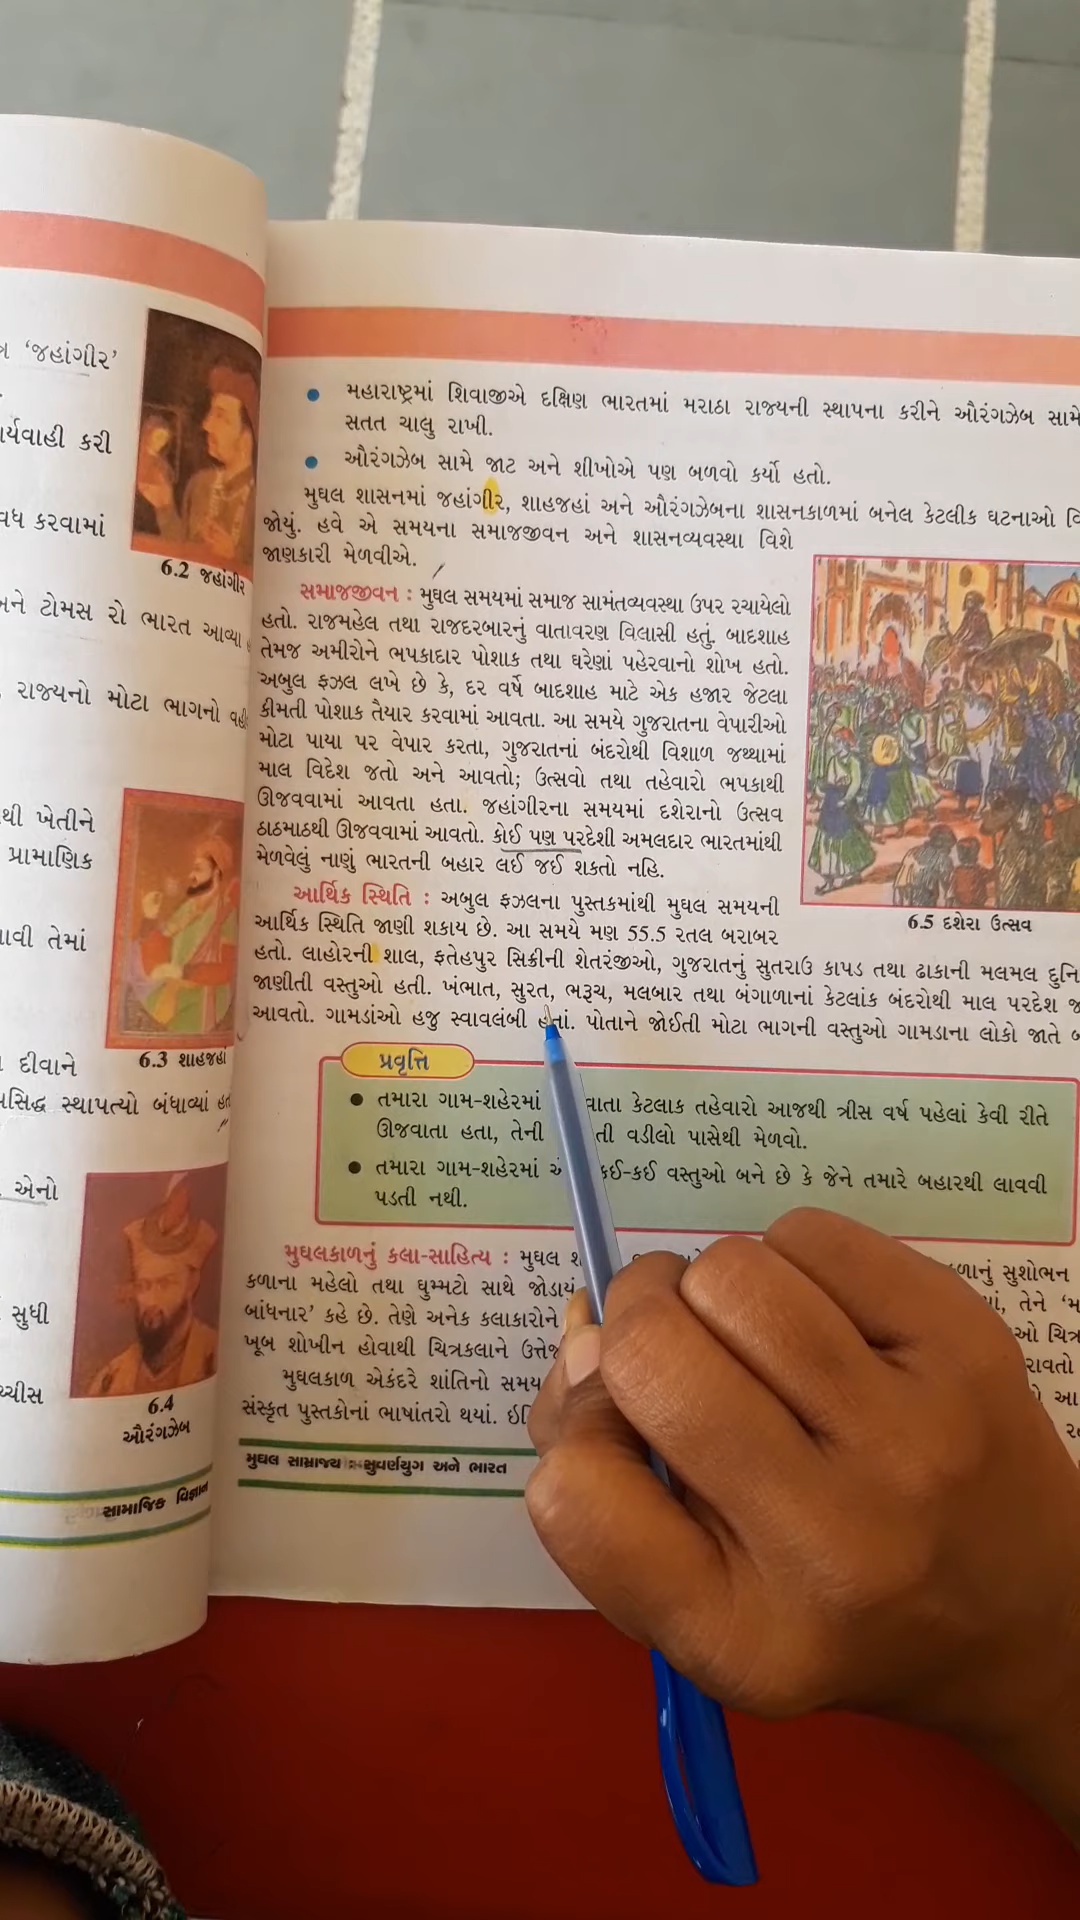 ‘જહાંગીર’
કરી
વધ કરવામાં
6.2 જહાંગીર
અને ટોમસ રો ભારત આવ્યા
રાજ્યનો મોટા ભાગનો
થી ખેતીને
પ્રામાણિક
તેમાં
6.3 શાહજહાં
દીવાને
સ્થાપત્યો બંધાવ્યાં
એનો
સુધી
6.4
ઔરંગઝેબ
સામાજિક વિજ્ઞાન
● મહારાષ્ટ્રમાં શિવાજીએ દક્ષિણ ભારતમાં મરાઠા રાજ્યની સ્થાપના કરીને ઔરંગઝેબ સામે
સતત ચાલુ રાખી.
● ઔરંગઝેબ સામે જાટ અને શીખોએ પણ બળવો કર્યો હતો.
મુઘલ શાસનમાં જહાંગીર, શાહજહાં અને ઔરંગઝેબના શાસનકાળમાં બનેલ કેટલીક ઘટનાઓ
જોયું. હવે એ સમયના સમાજજીવન અને શાસનવ્યવસ્થા વિશે
જાણકારી મેળવીએ.
સમાજજીવન : મુઘલ સમયમાં સમાજ સામંતવ્યવસ્થા ઉપર રચાયેલો
હતો. રાજમહેલ તથા રાજદરબારનું વાતાવરણ વિલાસી હતું. બાદશાહ
તેમજ અમીરોને ભપકાદાર પોશાક તથા ઘરેણાં પહેરવાનો શોખ હતો.
અબુલ ફઝલ લખે છે કે, દર વર્ષે બાદશાહ માટે એક હજાર જેટલા
કીમતી પોશાક તૈયાર કરવામાં આવતા. આ સમયે ગુજરાતના વેપારીઓ
મોટા પાયા પર વેપાર કરતા, ગુજરાતનાં બંદરોથી વિશાળ જથ્થામાં
માલ વિદેશ જતો અને આવતો; ઉત્સવો તથા તહેવારો ભપકાથી
ઊજવવામાં આવતા હતા. જહાંગીરના સમયમાં દશેરાનો ઉત્સવ
ઠાઠમાઠથી ઊજવવામાં આવતો. કોઈ પણ પરદેશી અમલદાર ભારતમાંથી
મેળવેલું નાણું ભારતની બહાર લઈ જઈ શકતો નહિ.
6.5 દશેરા ઉત્સવ
આર્થિક સ્થિતિ : અબુલ ફઝલના પુસ્તકમાંથી મુઘલ સમયની
આર્થિક સ્થિતિ જાણી શકાય છે. આ સમયે મણ 55.5 રતલ બરાબર
હતો. લાહોરની શાલ, ફતેહપુર સિક્રીની શેતરંજીઓ, ગુજરાતનું સુતરાઉ કાપડ તથા ઢાકાની મલમલ
જાણીતી વસ્તુઓ હતી. ખંભાત, સુરત, ભરૂચ, મલબાર તથા બંગાળાનાં કેટલાંક બંદરોથી માલ પરદેશ
આવતો. ગામડાંઓ હજુ સ્વાવલંબી હતાં. પોતાને જોઈતી મોટા ભાગની વસ્તુઓ ગામડાના લોકો જાતે
પ્રવૃત્તિ
● તમારા ગામ-શહેરમાં કેટલાક તહેવારો આજથી ત્રીસ વર્ષ પહેલાં કેવી રીતે
ઊજવાતા હતા, તેની વડીલો પાસેથી મેળવો.
● તમારા ગામ-શહેરમાં કઈ-કઈ વસ્તુઓ બને છે કે જેને તમારે બહારથી લાવવી
પડતી નથી.
મુઘલકાળનું કલા-સાહિત્ય : મુઘલ સુશોભન
કળાના મહેલો તથા ઘુમ્મટો સાથે તેને
બાંધનાર’ કહે છે. તેણે અનેક કલાકારોને
ખૂબ શોખીન હોવાથી ચિત્રકલાને
મુઘલકાળ એકંદરે શાંતિનો સમય
સંસ્કૃત પુસ્તકોનાં ભાષાંતરો થયાં.
મુઘલ સામ્રાજ્ય : સુવર્ણયુગ અને ભારત